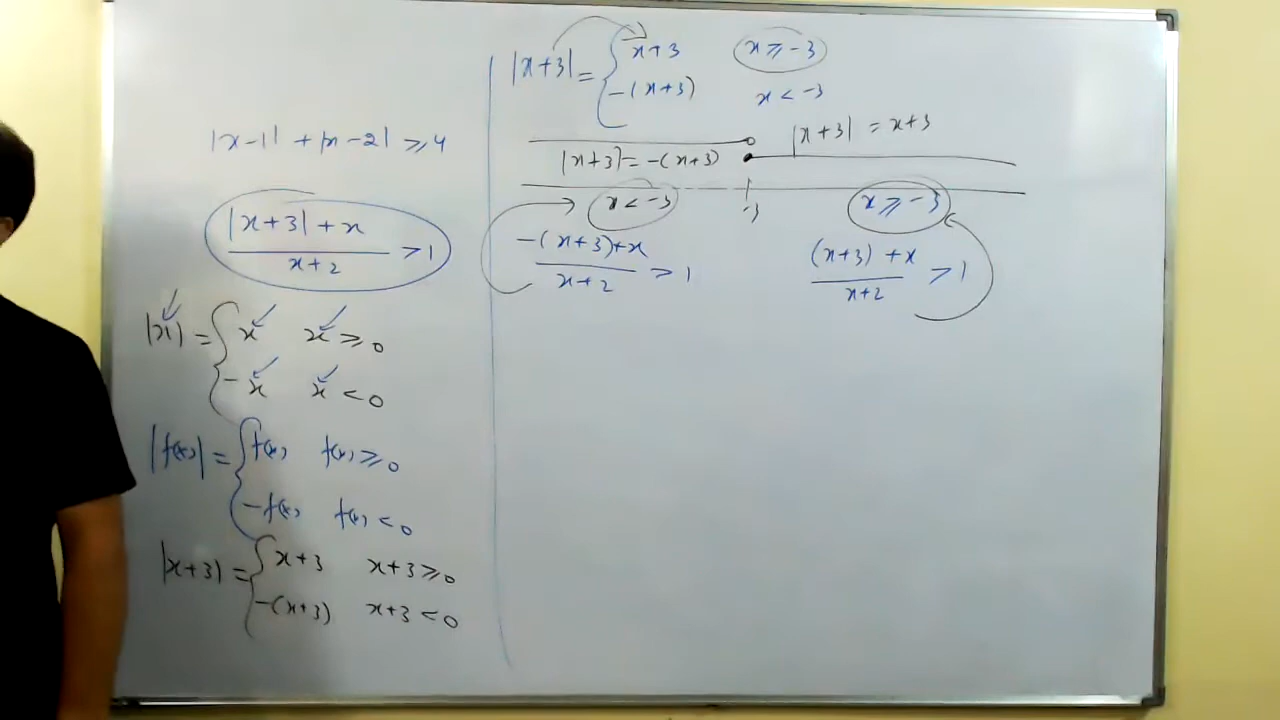 |x-1| + |x-2| ≥ 4
|x+3| + x
x+2
> 1
|x| = { x    x ≥ 0
-x    x < 0
|f(x)| = { f(x)    f(x) ≥ 0
-f(x)    f(x) < 0
|x+3| = { x+3    x+3 ≥ 0
-(x+3)    x+3 < 0
|x+3| = { x+3    x ≥ -3
-(x+3)    x < -3
|x+3| = x+3
|x+3| = -(x+3)
-3
x < -3
-(x+3)+x
x+2
> 1
x ≥ -3
(x+3) + x
x+2
> 1